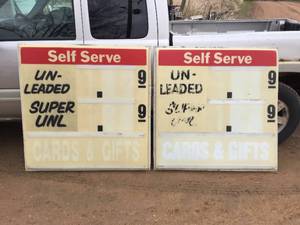 Self Serve
UN-
LEADED
9
SUPER
UNL
9
CARDS & GIFTS
Self Serve
UN-
LEADED
9
SUPER
UNL
9
CARDS & GIFTS